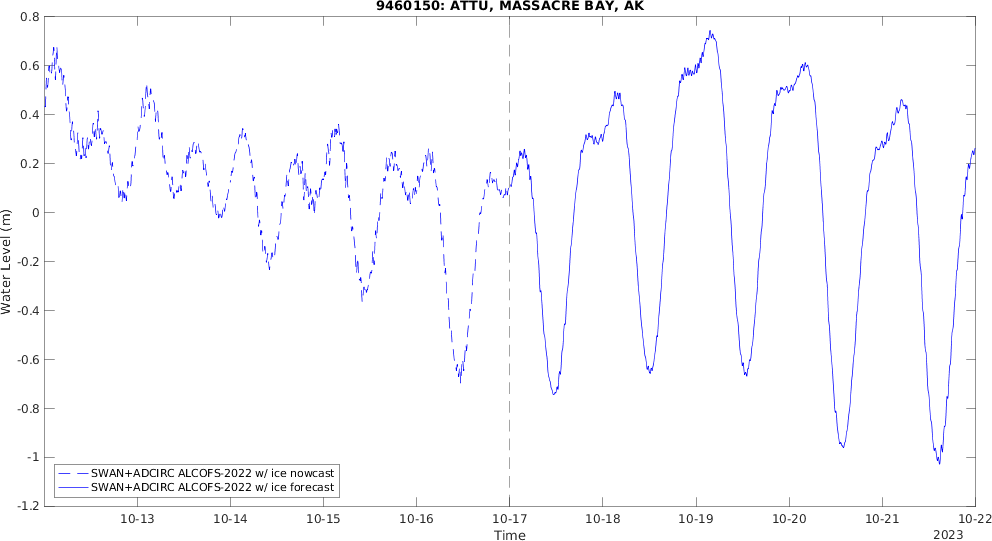 9460150: ATTU, MASSACRE BAY, AK
0.8
0.6
0.4
0.2
0
-0.2
-0.4
-0.6
-0.8
-1
-1.2
Water Level (m)
SWAN+ADCIRC ALCOFS-2022 w/ ice nowcast
SWAN+ADCIRC ALCOFS-2022 w/ ice forecast
10-13 10-14 10-15 10-16 10-17 10-18 10-19 10-20 10-21 10-22
Time
2023